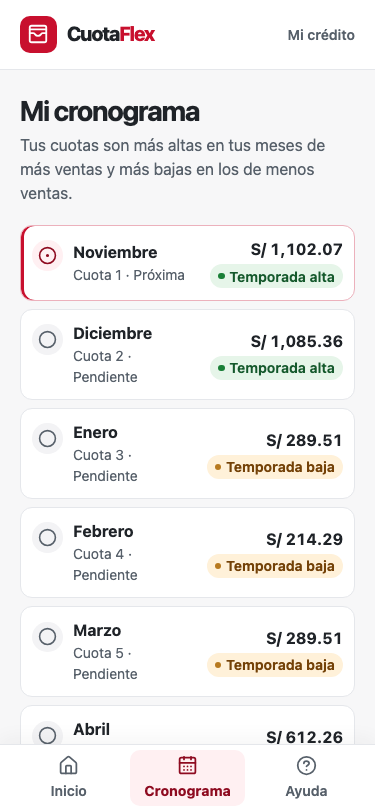 CuotaFlex
Mi crédito
Mi cronograma
Tus cuotas son más altas en tus meses de
más ventas y más bajas en los de menos
ventas.
Noviembre
Cuota 1 · Próxima
S/ 1,102.07
Temporada alta
Diciembre
Cuota 2 ·
Pendiente
S/ 1,085.36
Temporada alta
Enero
Cuota 3 ·
Pendiente
S/ 289.51
Temporada baja
Febrero
Cuota 4 ·
Pendiente
S/ 214.29
Temporada baja
Marzo
Cuota 5 ·
Pendiente
S/ 289.51
Temporada baja
Abril
S/ 612.26
Inicio
Cronograma
Ayuda